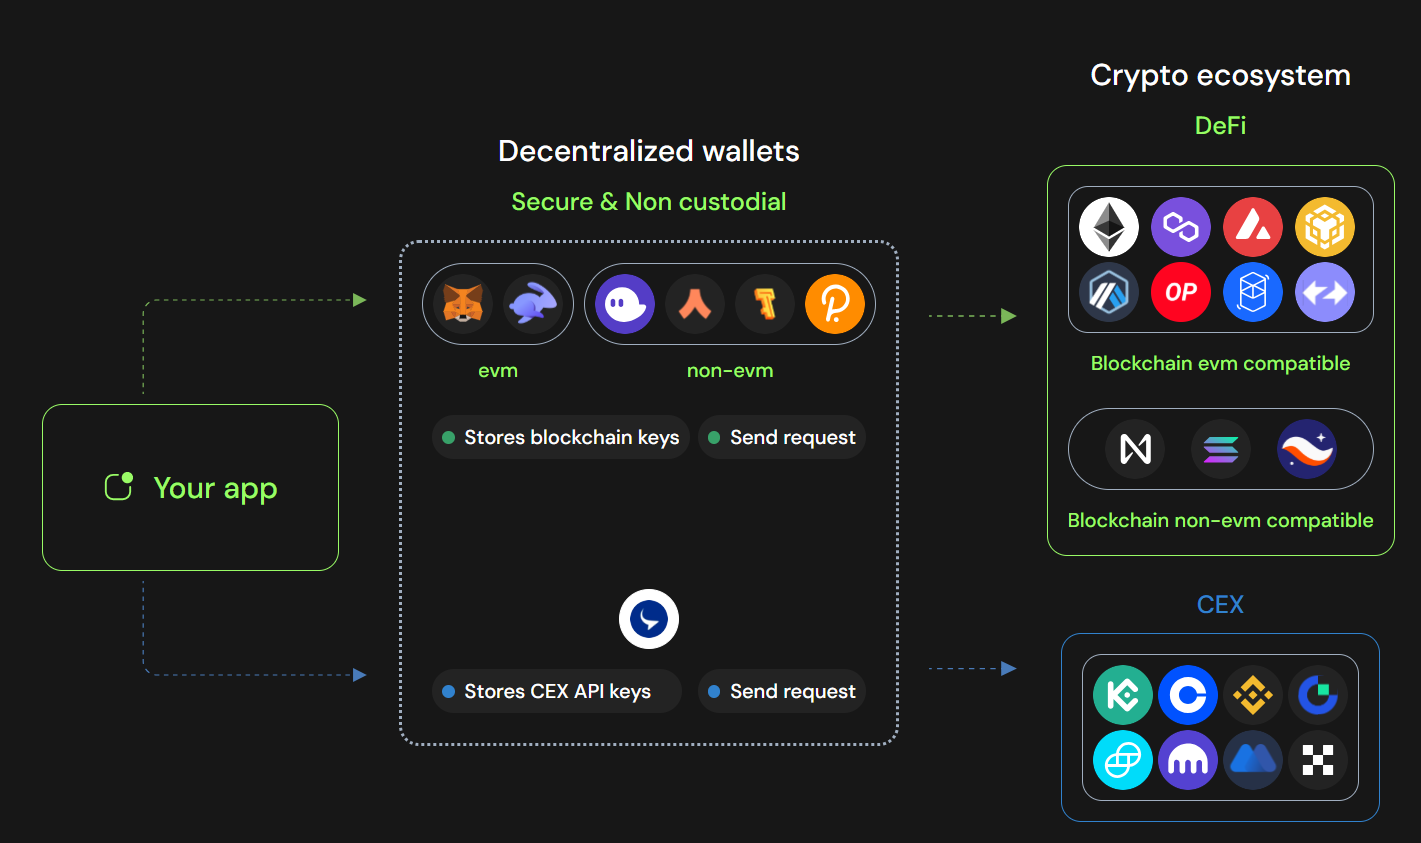 Crypto ecosystem
DeFi
Decentralized wallets
Secure & Non custodial
OP
evm
non-evm
Blockchain evm compatible
Stores blockchain keys
Send request
Your app
Blockchain non-evm compatible
CEX
Stores CEX API keys
Send request